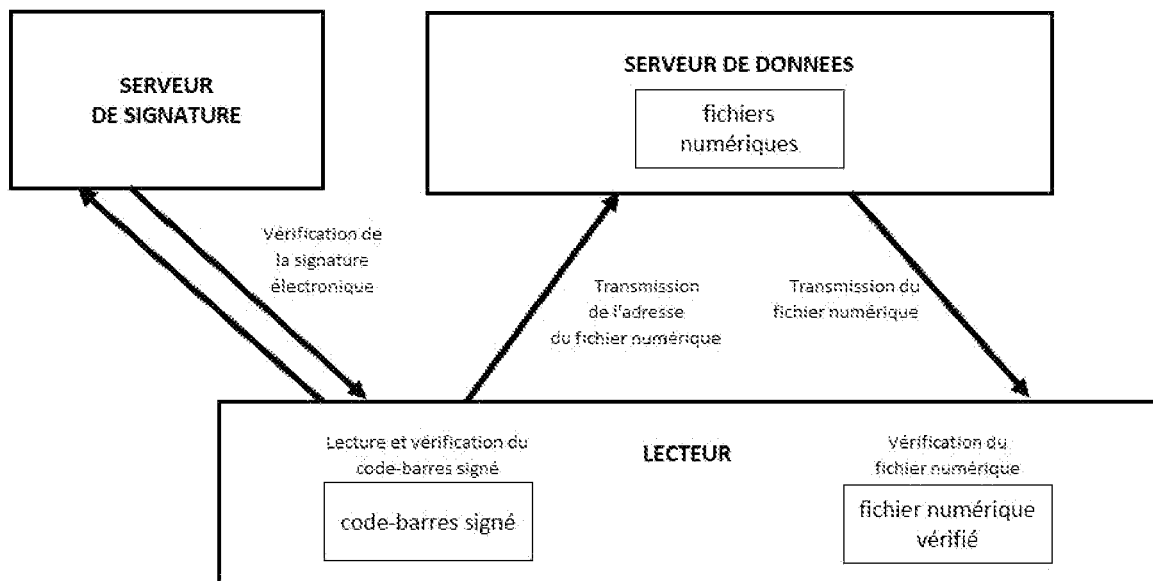 SERVEUR
DE SIGNATURE
SERVEUR DE DONNEES
fichiers
numériques
Vérification de
la signature
électronique
Transmission
de l'adresse
du fichier numérique
Transmission du
fichier numérique
Lecture et vérification du
code-barres signé
code-barres signé
LECTEUR
Vérification du
fichier numérique
fichier numérique
vérifié